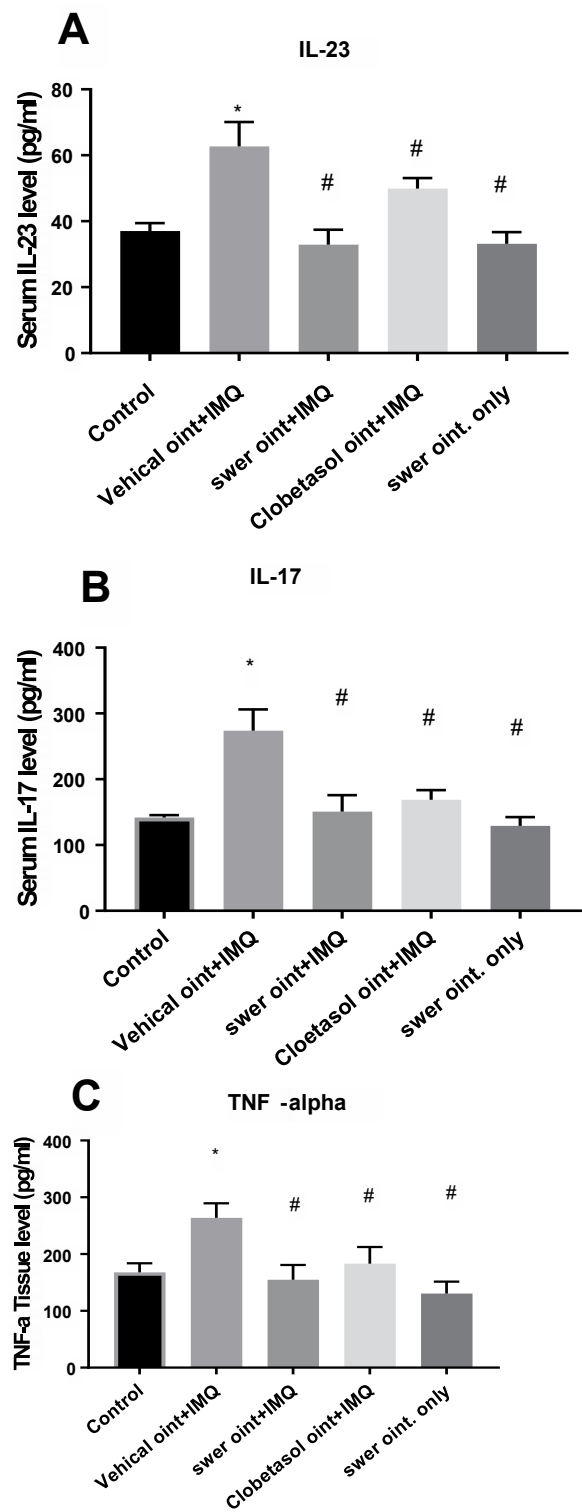 A
IL-23
Serum IL-23 level (pg/ml)
80
60
40
20
0
*
#
#
#
Control
Vehical oint+IMQ
swer oint+IMQ
Clobetasol oint+IMQ
swer oint. only
B
IL-17
Serum IL-17 level (pg/ml)
400
300
200
100
0
*
#
#
#
Control
Vehical oint+IMQ
swer oint+IMQ
Cloetasol oint+IMQ
swer oint. only
C
TNF -alpha
TNF-a Tissue level (pg/ml)
400
300
200
100
0
*
#
#
#
Control
Vehical oint+IMQ
swer oint+IMQ
Clobetasol oint+IMQ
swer oint. only